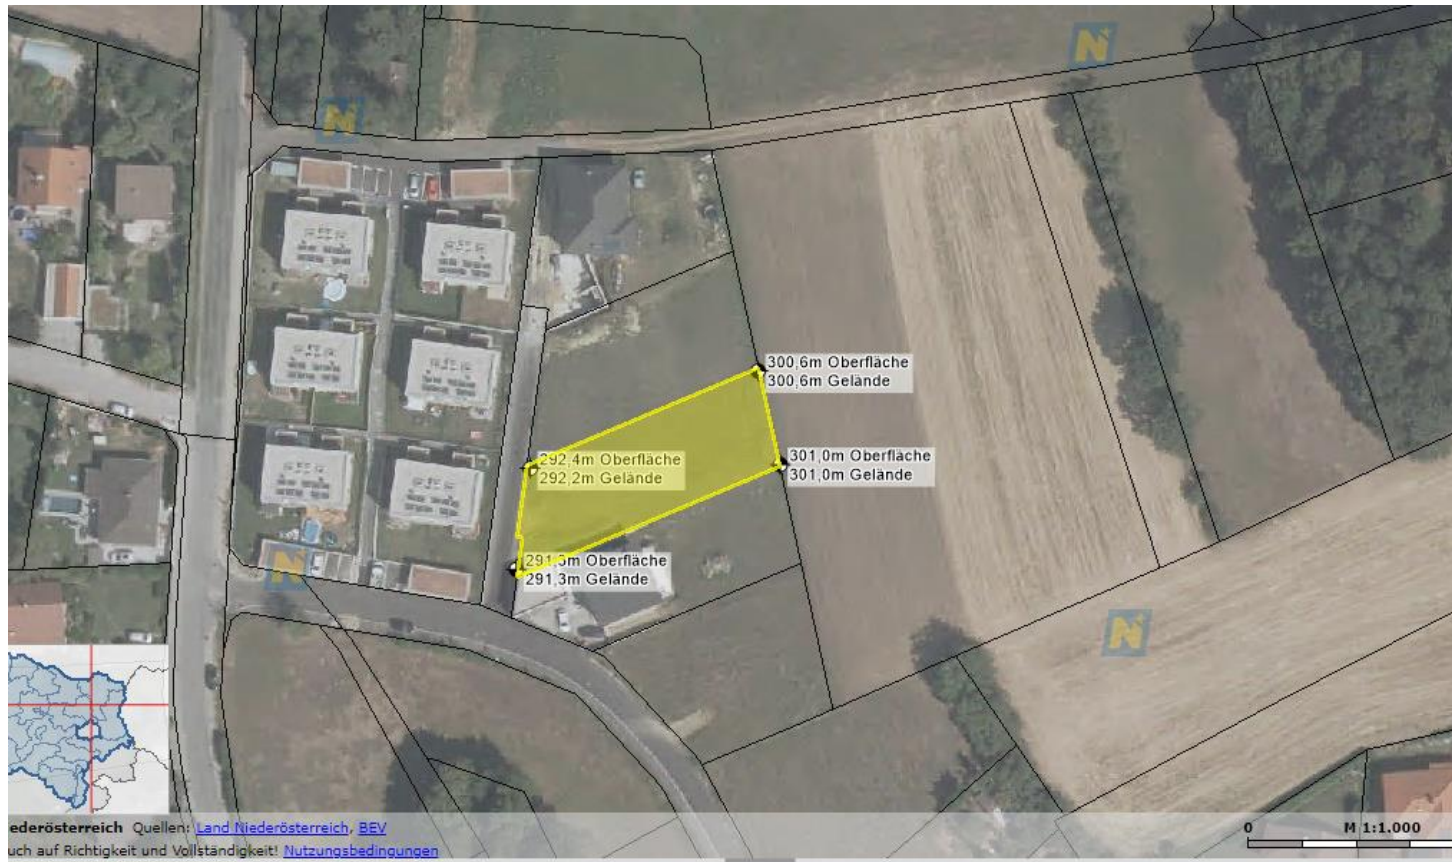 300,6m Oberfläche
300,6m Gelände
301,0m Oberfläche
301,0m Gelände
292,4m Oberfläche
292,2m Gelände
m Oberfläche
291,3m Gelände
N
N
N
N
ederösterreich Quellen: Land Niederösterreich, BEV
uch auf Richtigkeit und Vollständigkeit! Nutzungsbedingungen
0 M 1:1.000